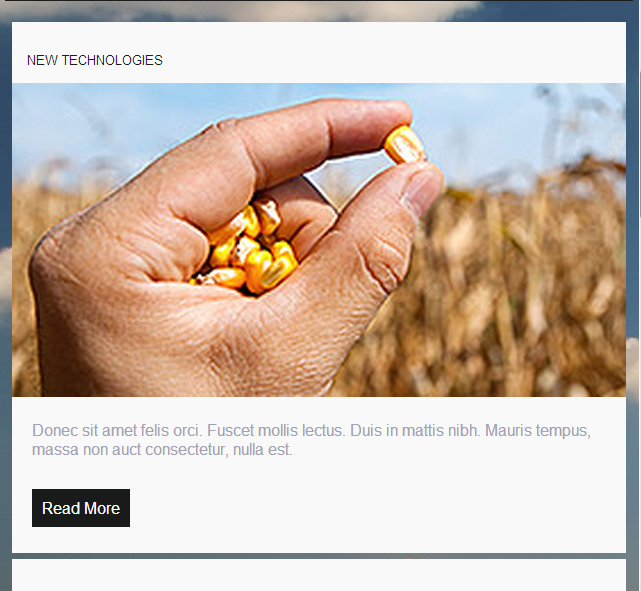 NEW TECHNOLOGIES
Donec sit amet felis orci. Fuscet mollis lectus. Duis in mattis nibh. Mauris tempus,
massa non auct consectetur, nulla est.
Read More